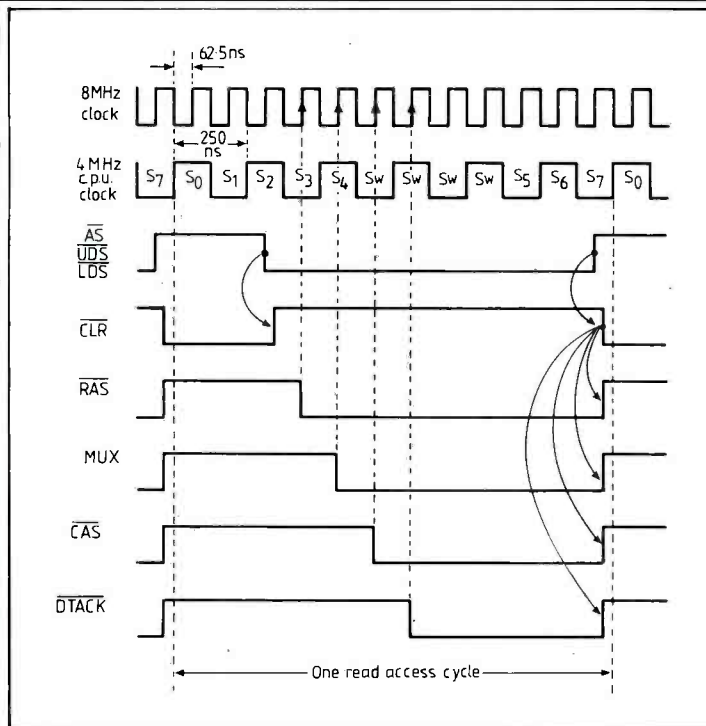 62·5ns
8MHz
clock
250
ns
4 MHz
c.p.u.
clock
S7 S0 S1 S2 S3 S4 Sw Sw Sw Sw S5 S6 S7 S0
AS
UDS
LDS
CLR
RAS
MUX
CAS
DTACK
One read access cycle